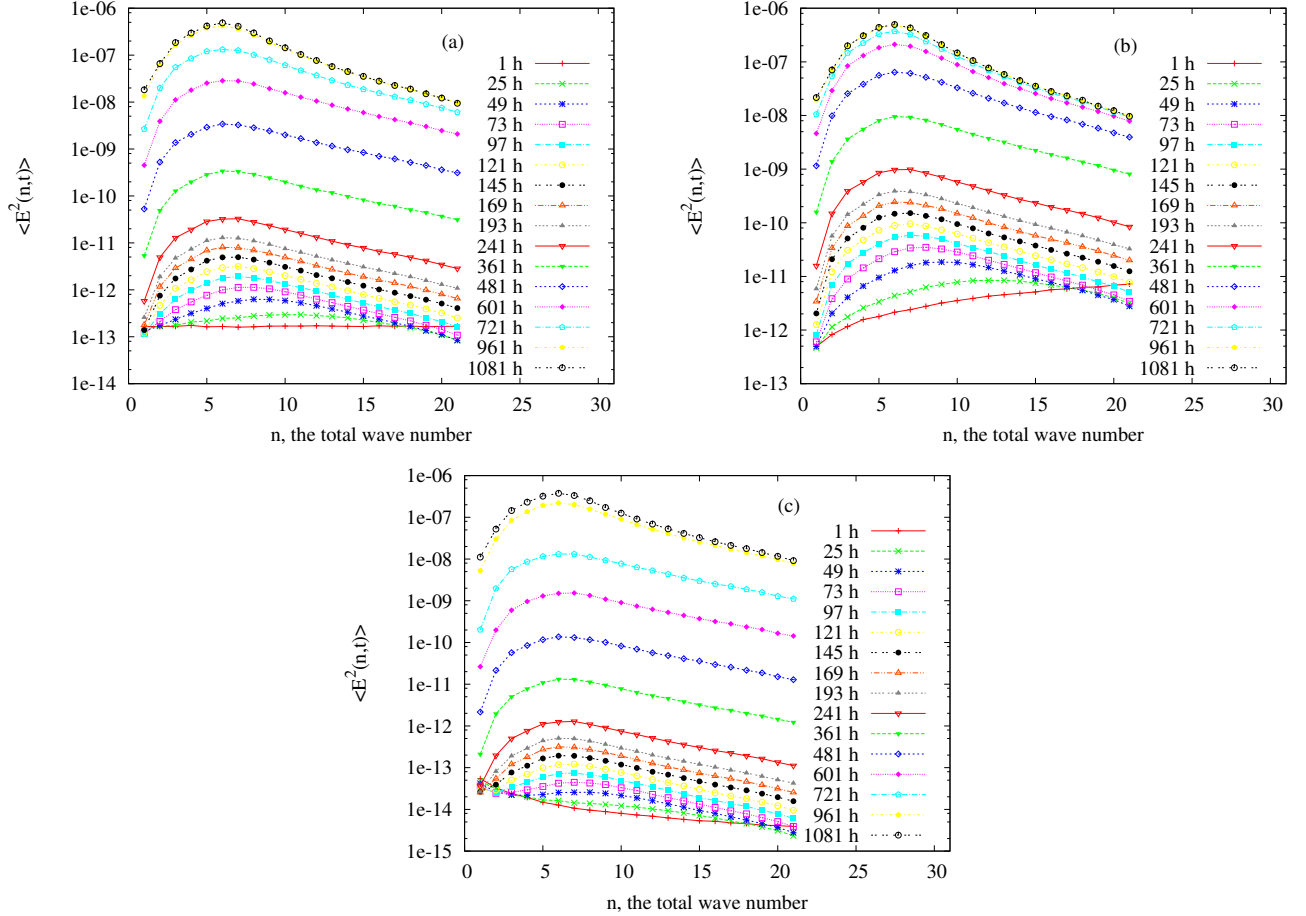 <E^2(n,t)>
1e-06
1e-07
1e-08
1e-09
1e-10
1e-11
1e-12
1e-13
1e-14
0 5 10 15 20 25 30
n, the total wave number
(a)
1 h
25 h
49 h
73 h
97 h
121 h
145 h
169 h
193 h
241 h
361 h
481 h
601 h
721 h
961 h
1081 h
<E^2(n,t)>
1e-06
1e-07
1e-08
1e-09
1e-10
1e-11
1e-12
1e-13
0 5 10 15 20 25 30
n, the total wave number
(b)
1 h
25 h
49 h
73 h
97 h
121 h
145 h
169 h
193 h
241 h
361 h
481 h
601 h
721 h
961 h
1081 h
<E^2(n,t)>
1e-06
1e-07
1e-08
1e-09
1e-10
1e-11
1e-12
1e-13
1e-14
1e-15
0 5 10 15 20 25 30
n, the total wave number
(c)
1 h
25 h
49 h
73 h
97 h
121 h
145 h
169 h
193 h
241 h
361 h
481 h
601 h
721 h
961 h
1081 h